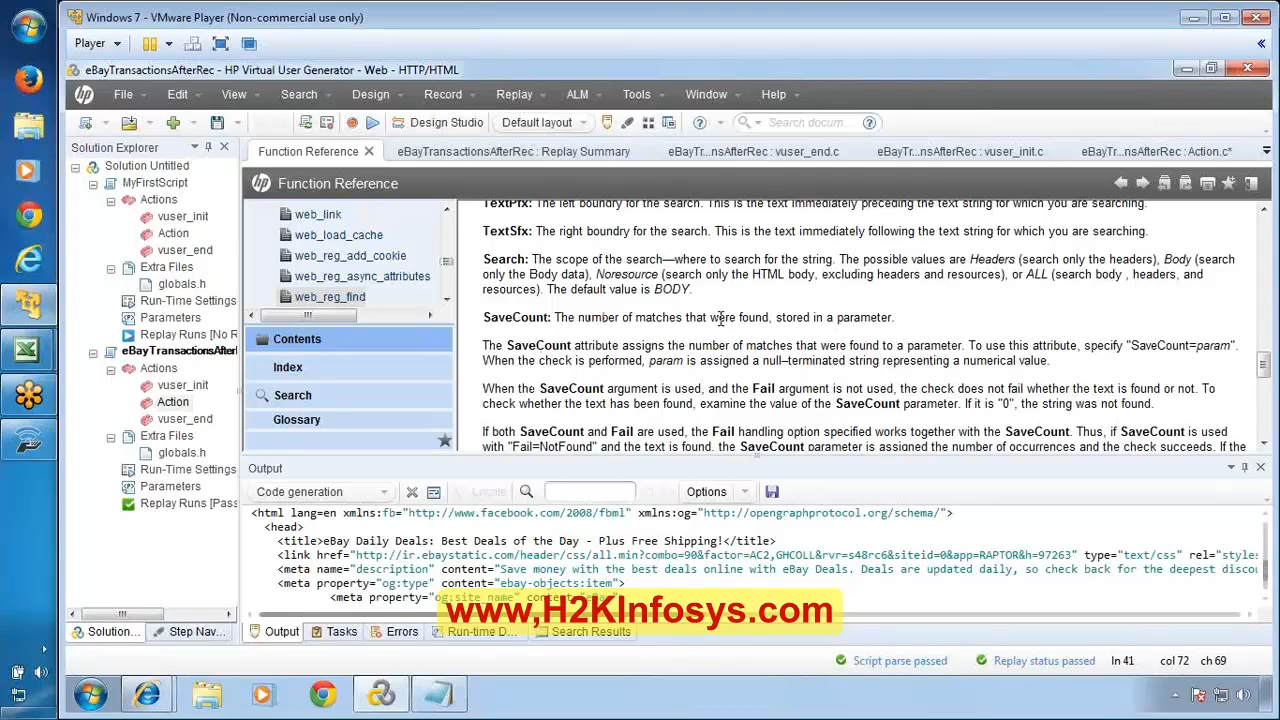 Windows 7 - VMware Player (Non-commercial use only)
Player
eBayTransactionsAfterRec - HP Virtual User Generator - Web - HTTP/HTML
File Edit View Search Design Record Replay ALM Tools Window Help
Design Studio Default layout Search docum...
Solution Explorer
Function Reference eBayTransactionsAfterRec : Replay Summary eBayTr...nsAfterRec : vuser_end.c eBayTr...nsAfterRec : vuser_init.c eBayTr...nsAfterRec : Action.c*
Solution Untitled
MyFirstScript
Actions
vuser_init
Action
vuser_end
Extra Files
globals.h
Run-Time Settings
Parameters
Replay Runs [Pass
eBayTransactionsAfterR
Actions
vuser_init
Action
vuser_end
Extra Files
globals.h
Run-Time Settings
Parameters
Replay Runs [Pass
Solution... Step Nav...
hp Function Reference
web_link
web_load_cache
web_reg_add_cookie
web_reg_async_attributes
web_reg_find
Contents
Index
Search
Glossary
TextPfx: The left boundry for the search. This is the text immediately preceding the text string for which you are searching.
TextSfx: The right boundry for the search. This is the text immediately following the text string for which you are searching.
Search: The scope of the search—where to search for the string. The possible values are Headers (search only the headers), Body (search
only the Body data), Noresource (search only the HTML body, excluding headers and resources), or ALL (search body , headers, and
resources). The default value is BODY.
SaveCount: The number of matches that were found, stored in a parameter.
The SaveCount attribute assigns the number of matches that were found to a parameter. To use this attribute, specify "SaveCount=param".
When the check is performed, param is assigned a null–terminated string representing a numerical value.
When the SaveCount argument is used, and the Fail argument is not used, the check does not fail whether the text is found or not. To
check whether the text has been found, examine the value of the SaveCount parameter. If it is "0", the string was not found.
If both SaveCount and Fail are used, the Fail handling option specified works together with the SaveCount. Thus, if SaveCount is used
with "Fail=NotFound" and the text is found, the SaveCount parameter is assigned the number of occurrences and the check succeeds. If the
Output
Code generation Locate Options
<html lang=en xmlns:fb="http://www.facebook.com/2008/fbml" xmlns:og="http://opengraphprotocol.org/schema/">
<head>
<title>eBay Daily Deals: Best Deals of the Day - Plus Free Shipping!</title>
<link href="http://ir.ebaystatic.com/header/css/all.min?combo=90&factor=AC2,GHCOLL&rvr=s48rc6&siteid=0&app=RAPTOR&h=97263" type="text/css" rel="styles
<meta name="description" content="Save money with the best deals online with eBay Deals. Deals are updated daily, so check back for the deepest discou
<meta property="og:type" content="ebay-objects:item">
<meta property="og:site_name" content="eBay"
www,H2KInfosys.com
Output Tasks Errors Run-time D... Search Results
Script parse passed Replay status passed ln 41 col 72 ch 69